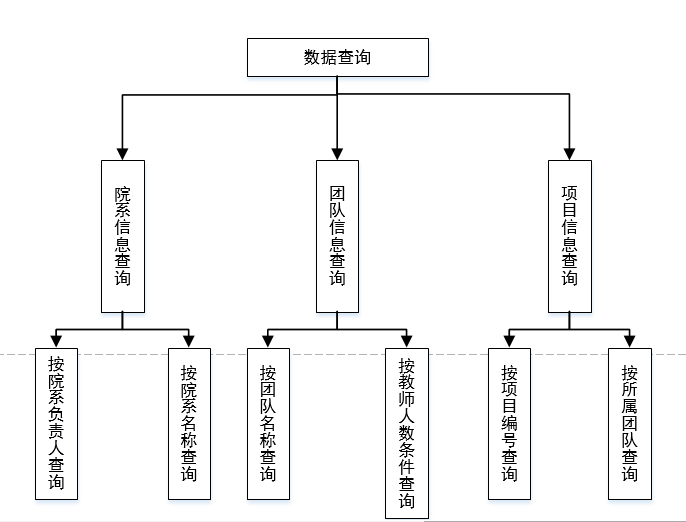 数据查询
院系信息查询
团队信息查询
项目信息查询
按院系负责人查询
按院系名称查询
按团队名称查询
按教师人数条件查询
按项目编号查询
按所属团队查询